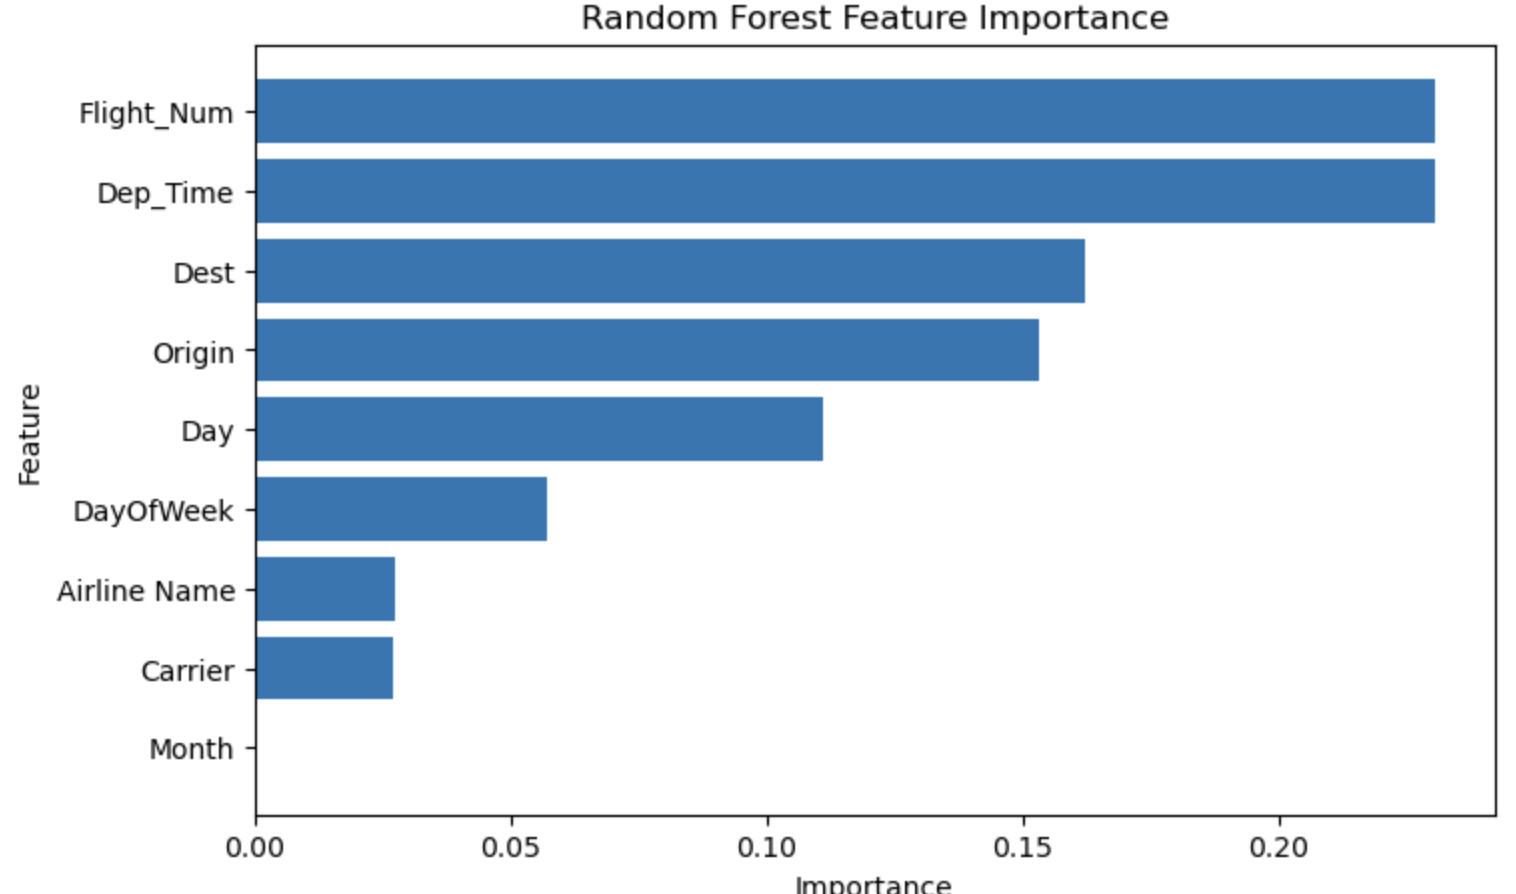 Random Forest Feature Importance
Flight_Num
Dep_Time
Dest
Origin
Day
DayOfWeek
Airline Name
Carrier
Month
Feature
0.00 0.05 0.10 0.15 0.20
Importance